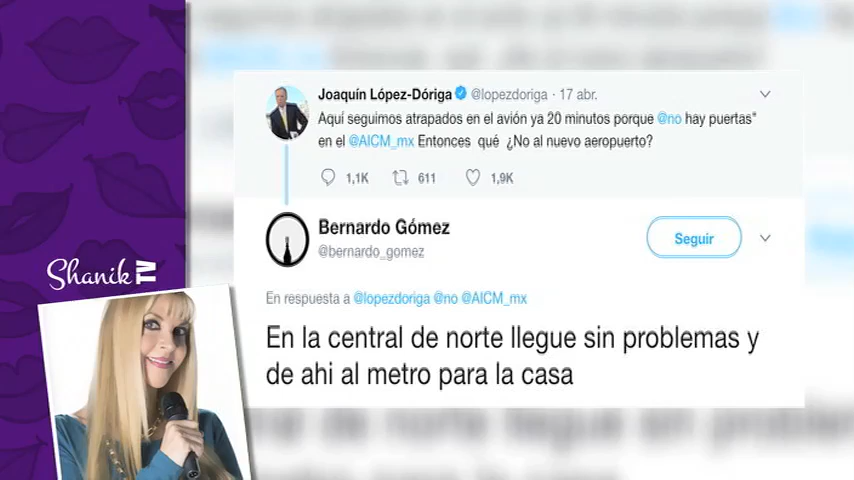 Joaquín López-Dóriga @lopezdoriga · 17 abr.
Aquí seguimos atrapados en el avión ya 20 minutos porque @no hay puertas"
en el @AICM_mx Entonces qué ¿No al nuevo aeropuerto?
1,1K 611 1,9K
Bernardo Gómez
@bernardo_gomez
Seguir
En respuesta a @lopezdoriga @no @AICM_mx
En la central de norte llegue sin problemas y
de ahi al metro para la casa
Shanik TV